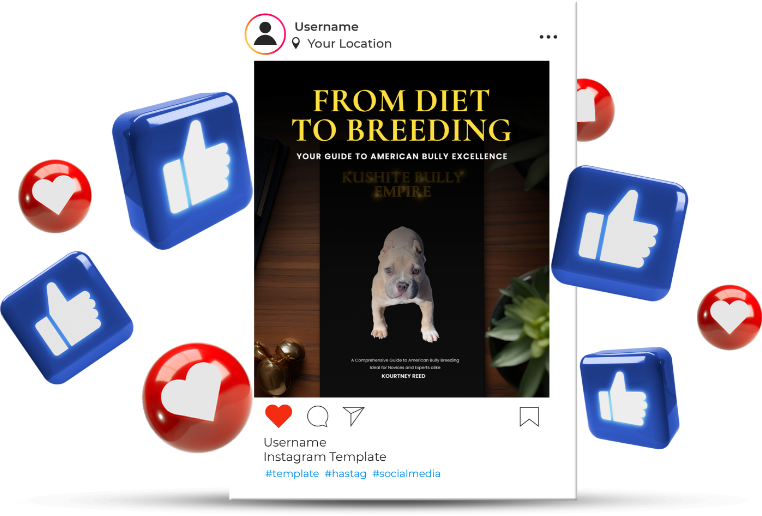 Username
Your Location
FROM DIET
TO BREEDING
YOUR GUIDE TO AMERICAN BULLY EXCELLENCE
KUSHITE BULLY
EMPIRE
A Comprehensive Guide to American Bully Breeding
Ideal for Novices and Experts alike
KOURTNEY REED
Username
Instagram Template
#template #hastag #socialmedia